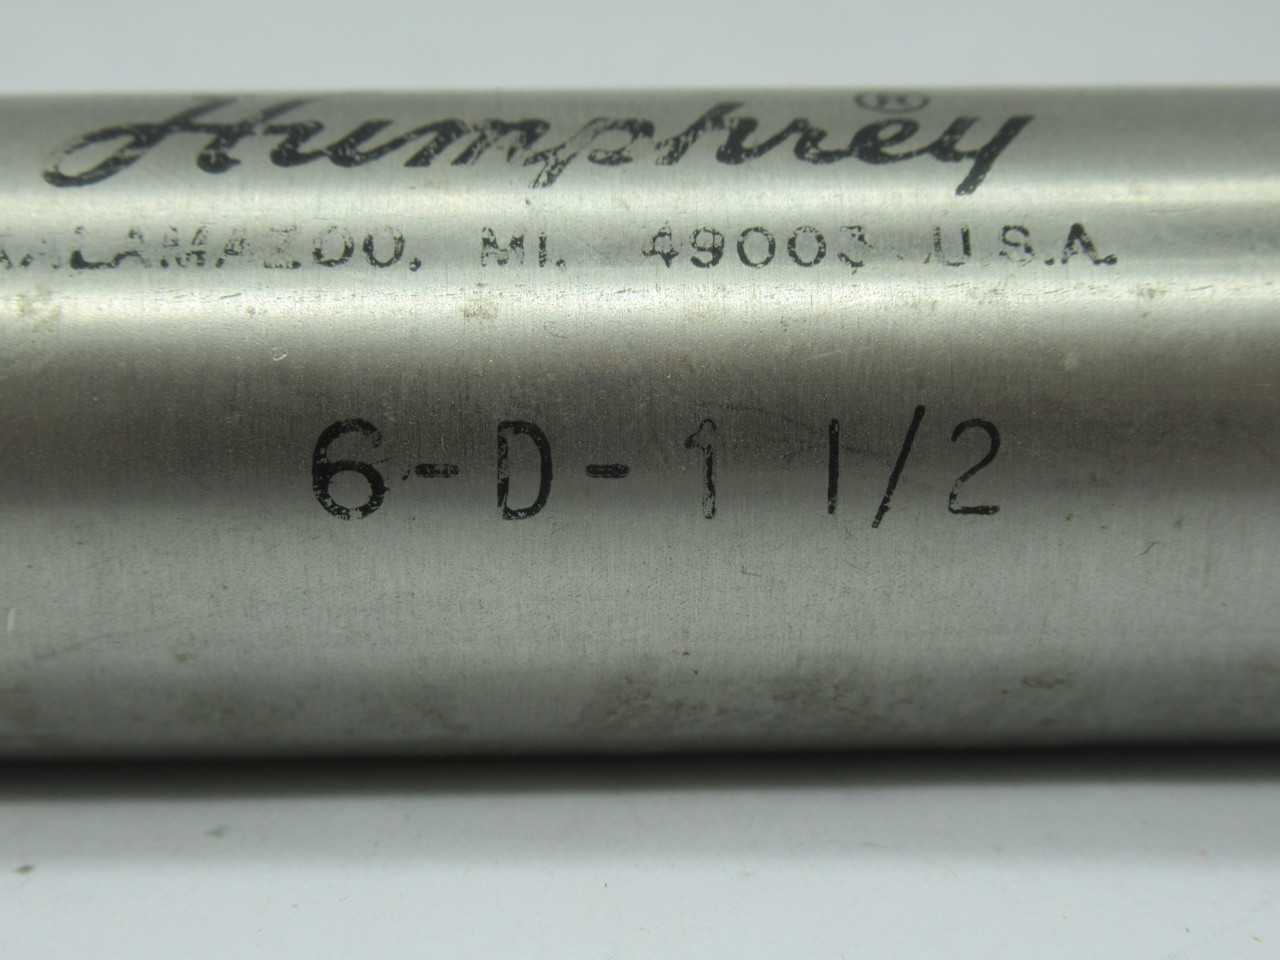 Humphrey®
KALAMAZOO, MI. 49003 U.S.A.
6-D-1 1/2